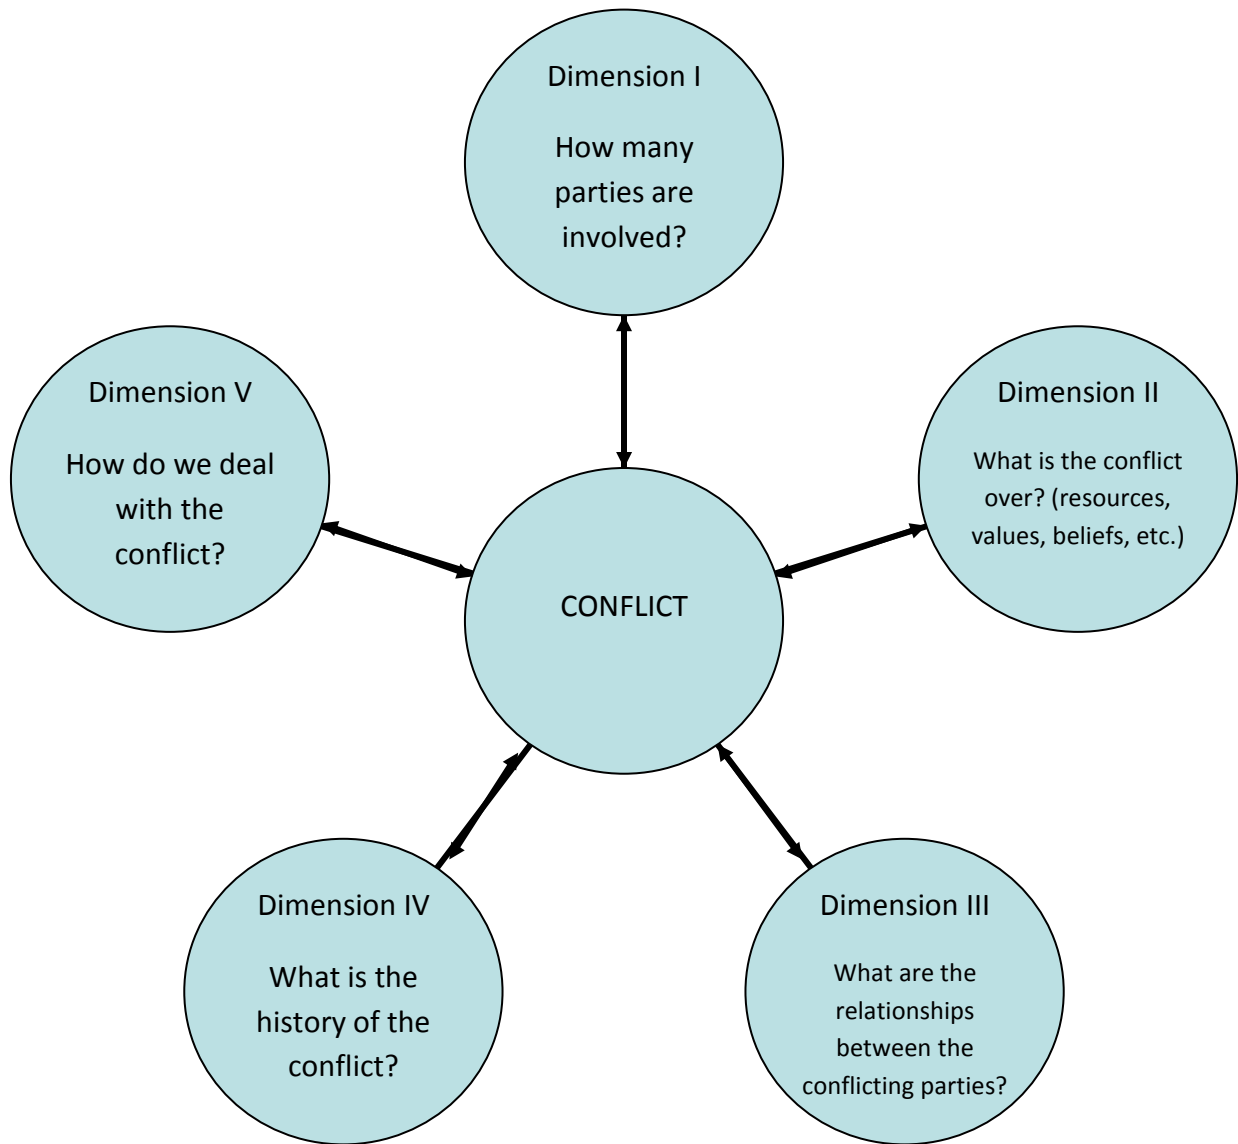 Dimension I
How many
parties are
involved?
Dimension V
How do we deal
with the
conflict?
Dimension II
What is the conflict
over? (resources,
values, beliefs, etc.)
CONFLICT
Dimension IV
What is the
history of the
conflict?
Dimension III
What are the
relationships
between the
conflicting parties?